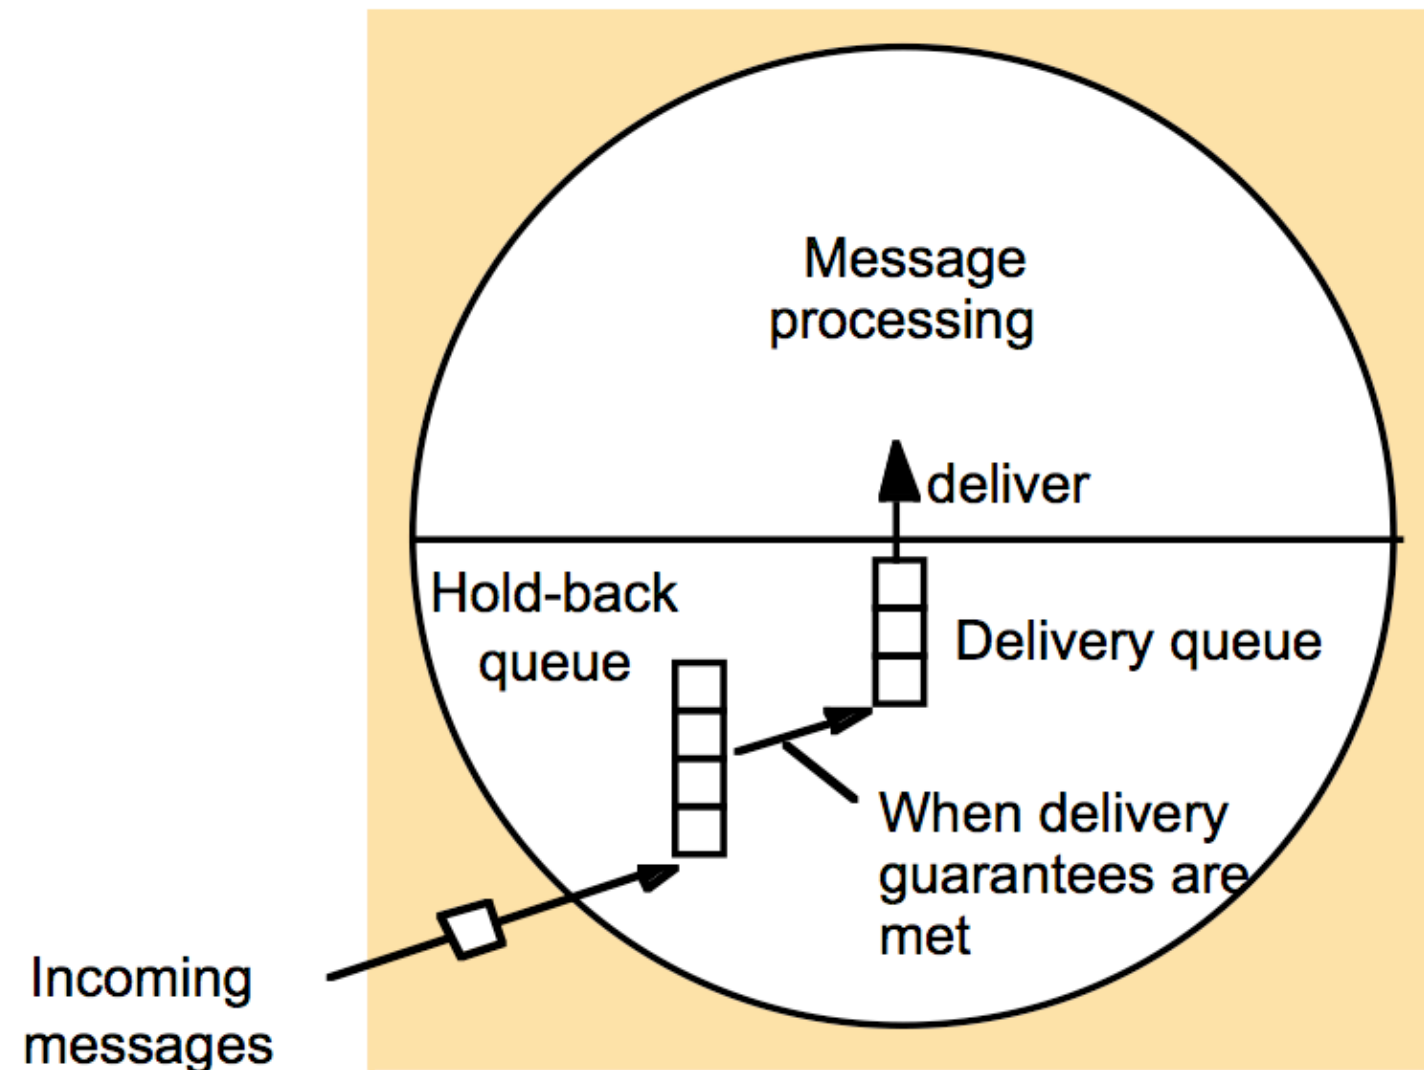 Message
processing
deliver
Hold-back
queue
Delivery queue
When delivery
guarantees are
met
Incoming
messages